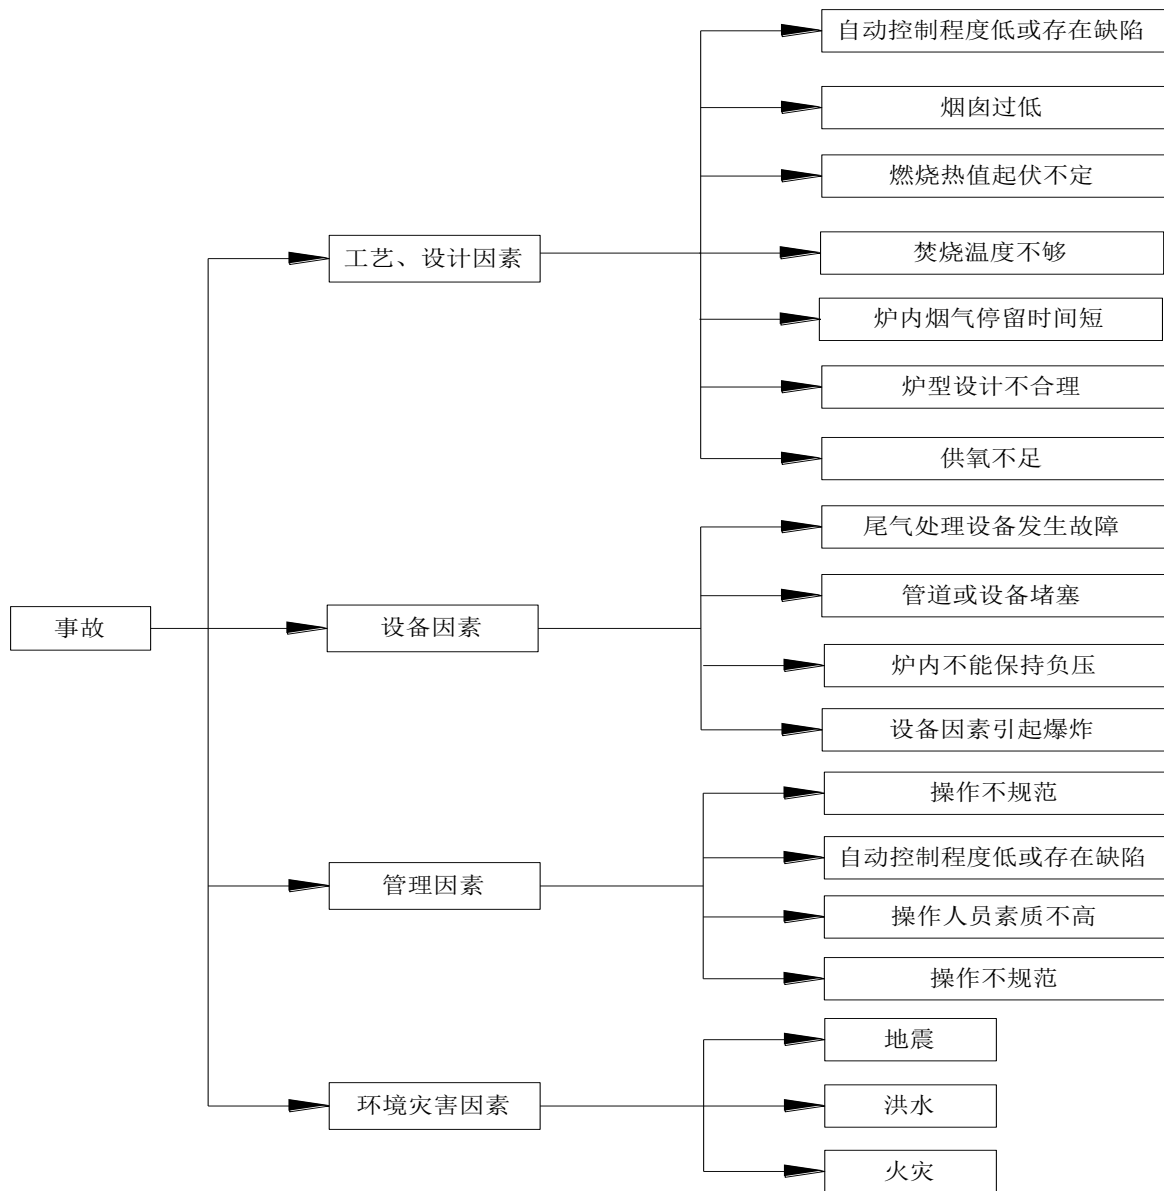 自动控制程度低或存在缺陷
烟囱过低
燃烧热值起伏不定
工艺、设计因素
焚烧温度不够
炉内烟气停留时间短
炉型设计不合理
供氧不足
尾气处理设备发生故障
管道或设备堵塞
事故
设备因素
炉内不能保持负压
设备因素引起爆炸
操作不规范
自动控制程度低或存在缺陷
管理因素
操作人员素质不高
操作不规范
地震
环境灾害因素
洪水
火灾